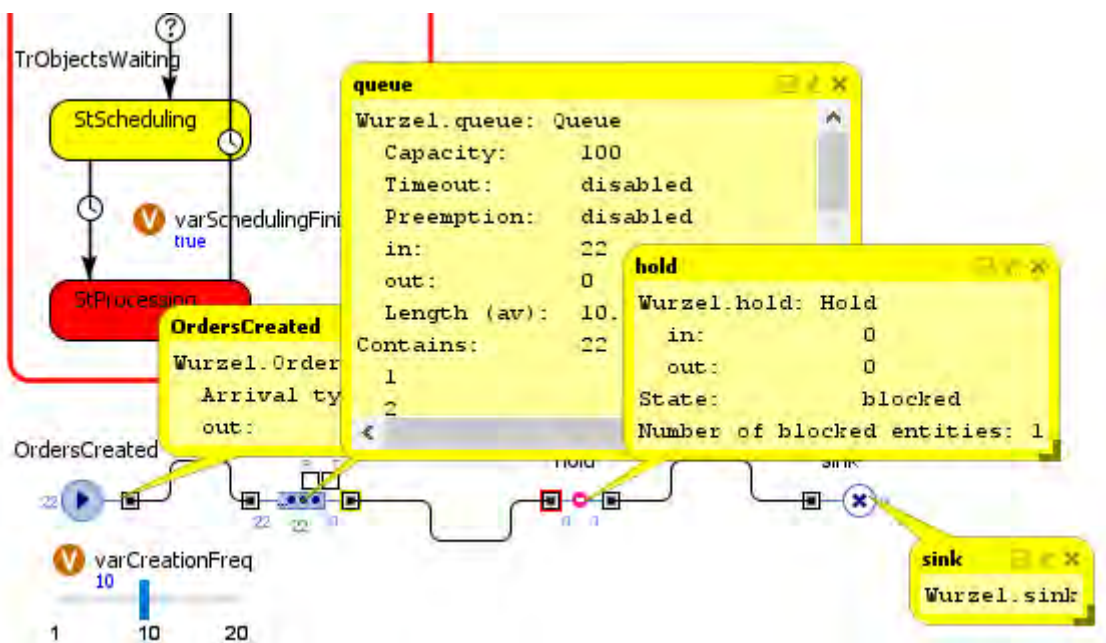 ?
TrObjectsWaiting
StScheduling
varSchedulingFini
true
StProcessing
queue
Wurzel.queue: Queue
Capacity: 100
Timeout: disabled
Preemption: disabled
in: 22
out: 0
Length (av): 10.
Contains: 22
1
2
hold
Wurzel.hold: Hold
in: 0
out: 0
State: blocked
Number of blocked entities: 1
OrdersCreated
Wurzel.Order
Arrival ty
out:
OrdersCreated
hold
sink
22
22
22
0
0
0
varCreationFreq
10
1 10 20
sink
Wurzel.sink